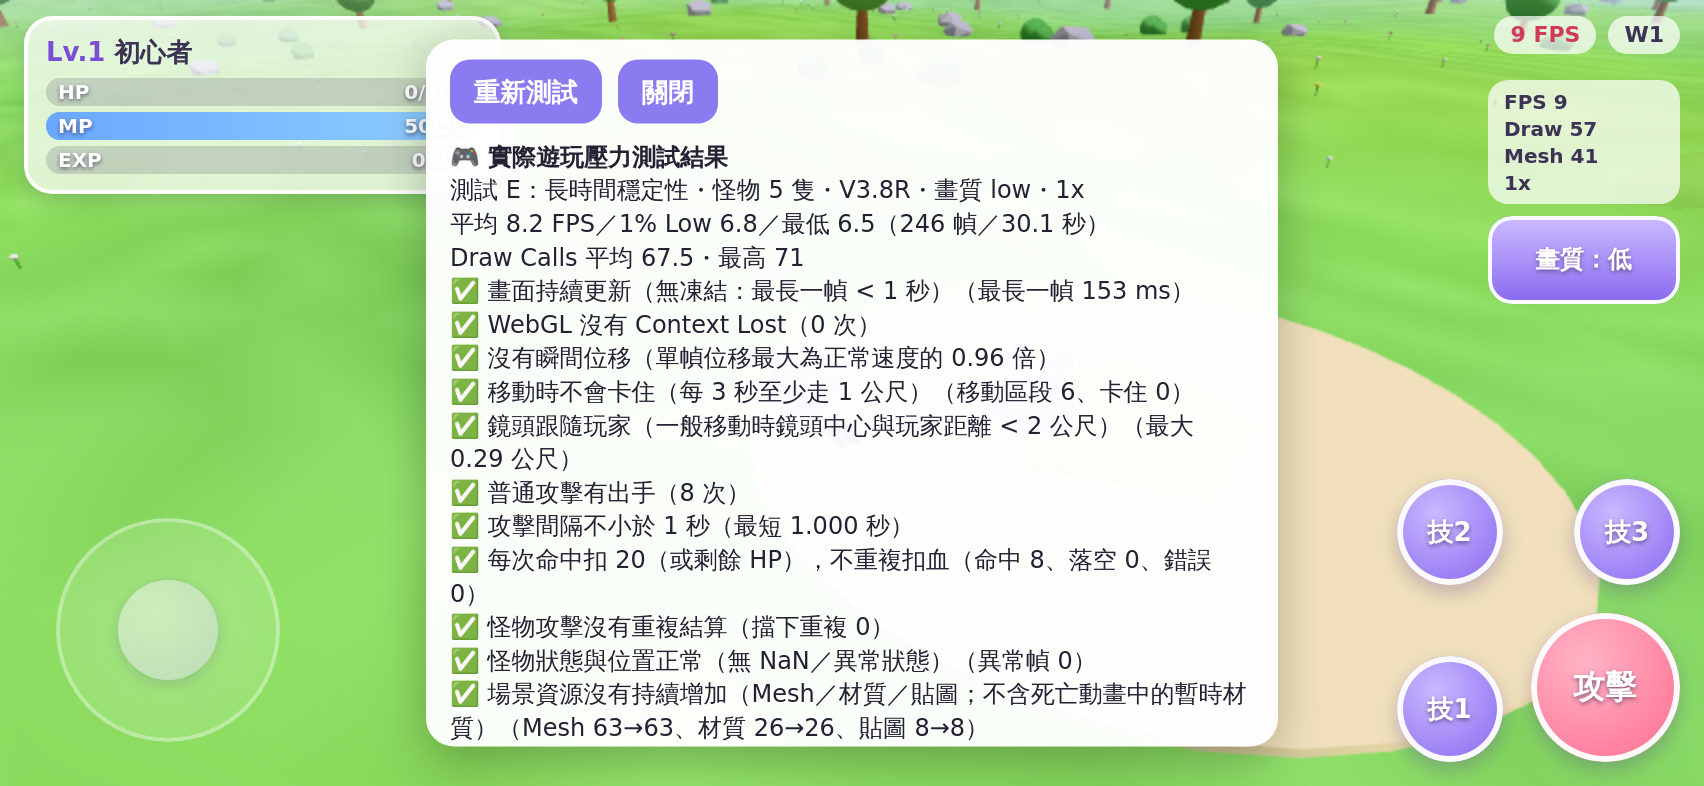 Lv.1 初心者
HP 0/
MP 50/
EXP 0
重新測試 關閉
🎮 實際遊玩壓力測試結果
測試 E：長時間穩定性・怪物 5 隻・V3.8R・畫質 low・1x
平均 8.2 FPS／1% Low 6.8／最低 6.5（246 幀／30.1 秒）
Draw Calls 平均 67.5・最高 71
✅ 畫面持續更新（無凍結：最長一幀 < 1 秒）（最長一幀 153 ms）
✅ WebGL 沒有 Context Lost（0 次）
✅ 沒有瞬間位移（單幀位移最大為正常速度的 0.96 倍）
✅ 移動時不會卡住（每 3 秒至少走 1 公尺）（移動區段 6、卡住 0）
✅ 鏡頭跟隨玩家（一般移動時鏡頭中心與玩家距離 < 2 公尺）（最大
0.29 公尺）
✅ 普通攻擊有出手（8 次）
✅ 攻擊間隔不小於 1 秒（最短 1.000 秒）
✅ 每次命中扣 20（或剩餘 HP），不重複扣血（命中 8、落空 0、錯誤
0）
✅ 怪物攻擊沒有重複結算（擋下重複 0）
✅ 怪物狀態與位置正常（無 NaN／異常狀態）（異常幀 0）
✅ 場景資源沒有持續增加（Mesh／材質／貼圖；不含死亡動畫中的暫時材
質）（Mesh 63→63、材質 26→26、貼圖 8→8）
9 FPS W1
FPS 9
Draw 57
Mesh 41
1x
畫質：低
技2 技3
技1 攻擊